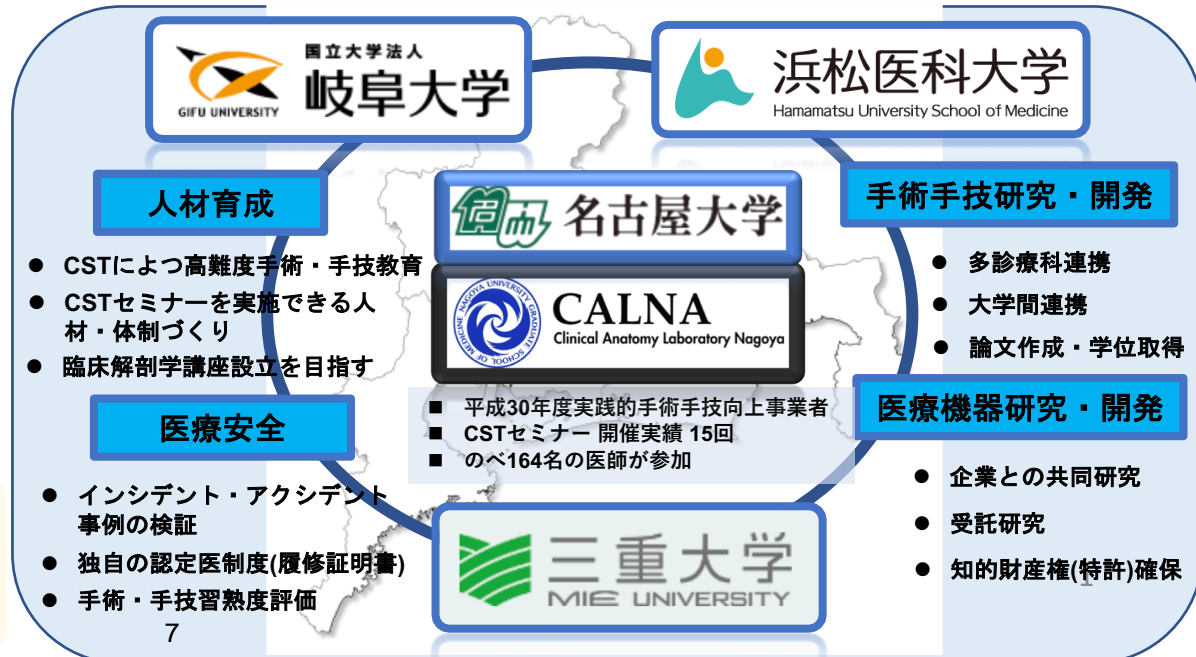 国立大学法人
岐阜大学
GIFU UNIVERSITY
浜松医科大学
Hamamatsu University School of Medicine
人材育成
● CSTによつ高難度手術・手技教育
● CSTセミナーを実施できる人
材・体制づくり
● 臨床解剖学講座設立を目指す
名古屋大学
NAGOYA UNIVERSITY GRADUATE SCHOOL OF MEDICINE
CALNA
Clinical Anatomy Laboratory Nagoya
■ 平成30年度実践的手術手技向上事業者
■ CSTセミナー 開催実績 15回
■ のべ164名の医師が参加
手術手技研究・開発
● 多診療科連携
● 大学間連携
● 論文作成・学位取得
医療安全
● インシデント・アクシデント
事例の検証
● 独自の認定医制度(履修証明書)
● 手術・手技習熟度評価
7
三重大学
MIE UNIVERSITY
医療機器研究・開発
● 企業との共同研究
● 受託研究
● 知的財産権(特許)確保
1